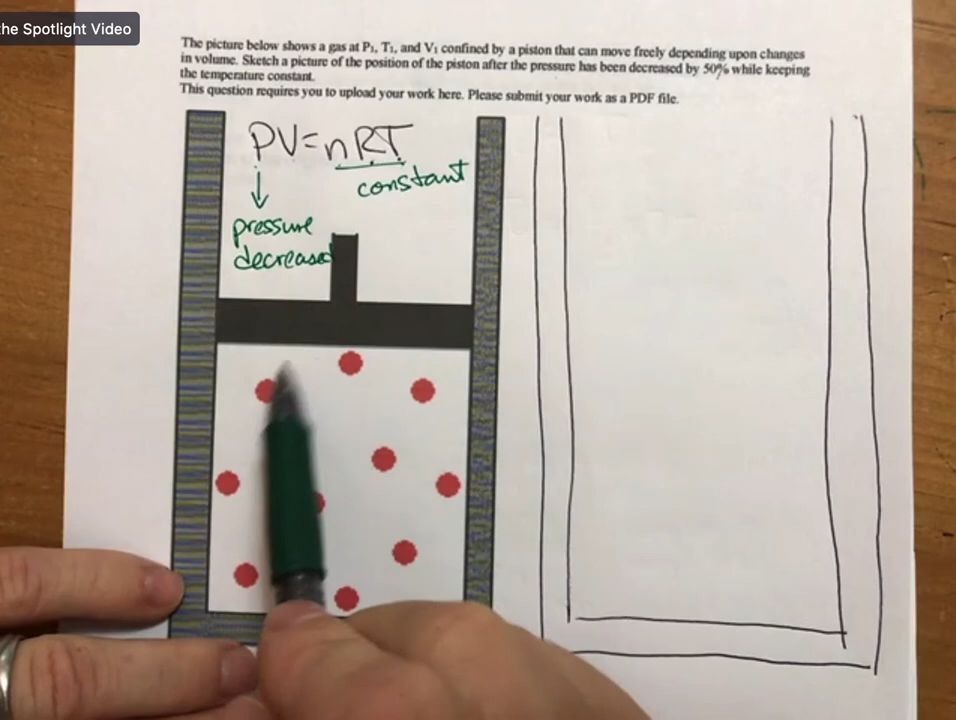 the Spotlight Video
The picture below shows a gas at P₁, T₁, and V₁ confined by a piston that can move freely depending upon changes
in volume. Sketch a picture of the position of the piston after the pressure has been decreased by 50% while keeping
the temperature constant.
This question requires you to upload your work here. Please submit your work as a PDF file.
PV=nRT
constant
pressure
decreased